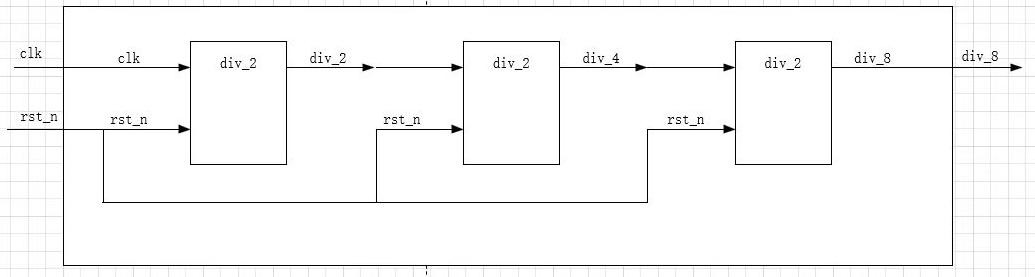 clk
clk
div_2
div_2
div_2
div_4
div_2
div_8
div_8
rst_n
rst_n
rst_n
rst_n